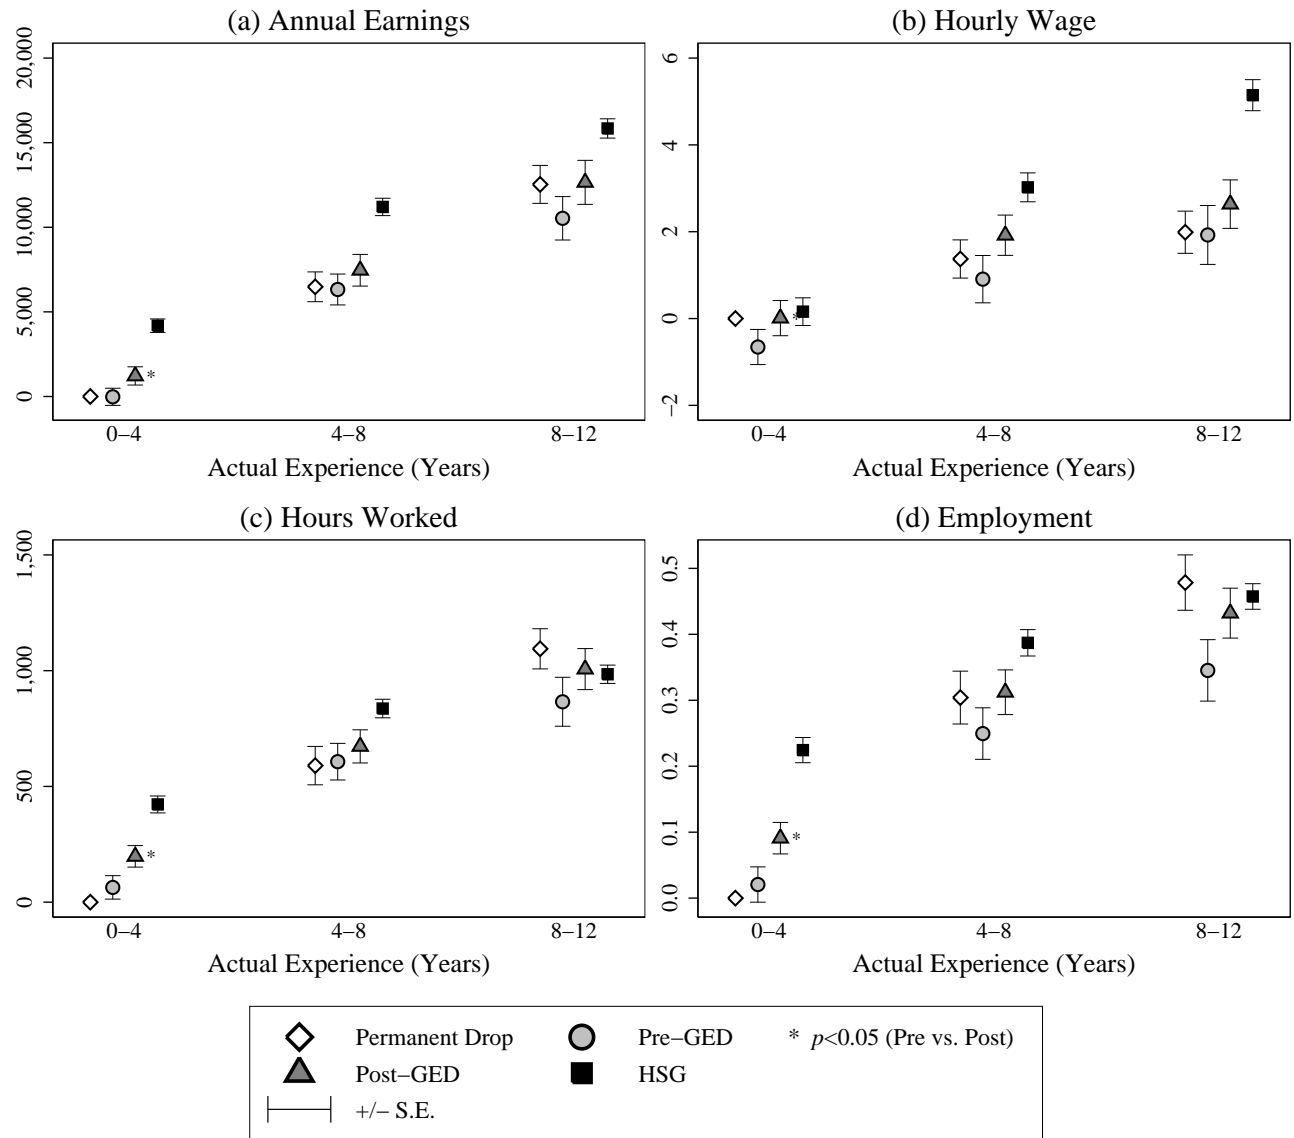 (a) Annual Earnings
20,000
15,000
10,000
5,000
0
0–4 4–8 8–12
Actual Experience (Years)
(b) Hourly Wage
6
4
2
0
−2
*
0–4 4–8 8–12
Actual Experience (Years)
(c) Hours Worked
1,500
1,000
500
0
*
0–4 4–8 8–12
Actual Experience (Years)
(d) Employment
0.5
0.4
0.3
0.2
0.1
0.0
*
0–4 4–8 8–12
Actual Experience (Years)
Permanent Drop Pre−GED * p<0.05 (Pre vs. Post)
Post−GED HSG
+/− S.E.